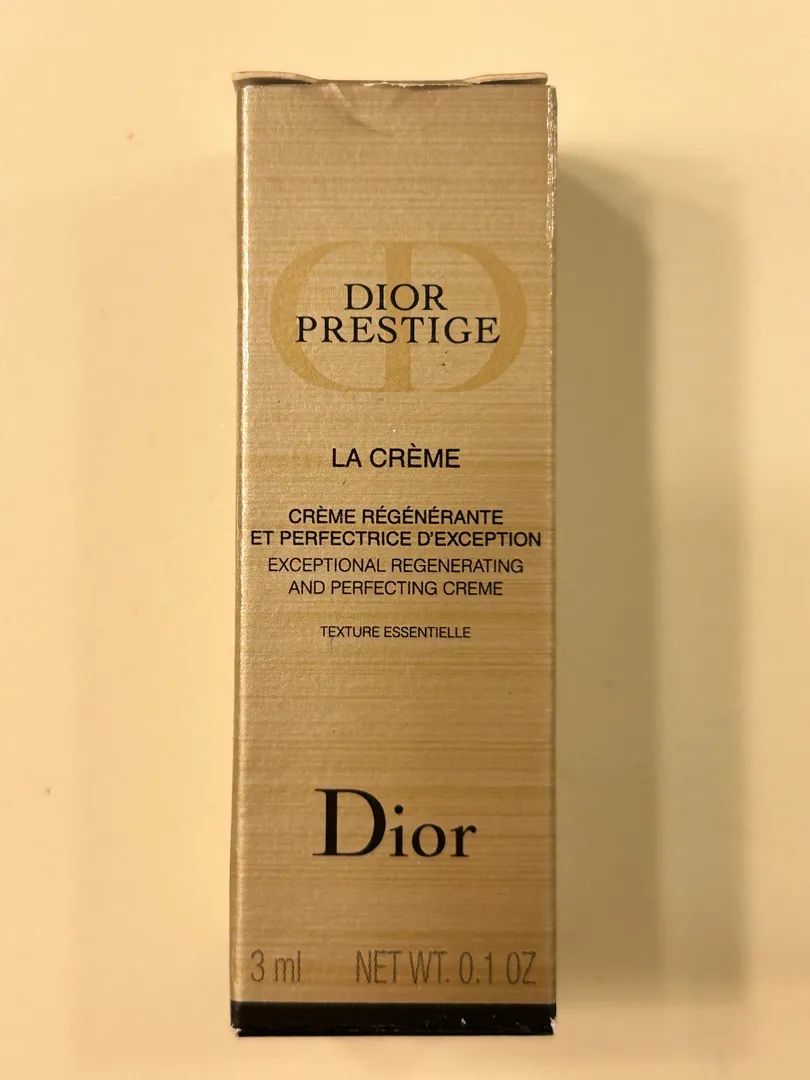 DIOR
PRESTIGE
LA CRÈME
CRÈME RÉGÉNÉRANTE
ET PERFECTRICE D'EXCEPTION
EXCEPTIONAL REGENERATING
AND PERFECTING CREME
TEXTURE ESSENTIELLE
Dior
3 ml NET WT. 0.1 OZ